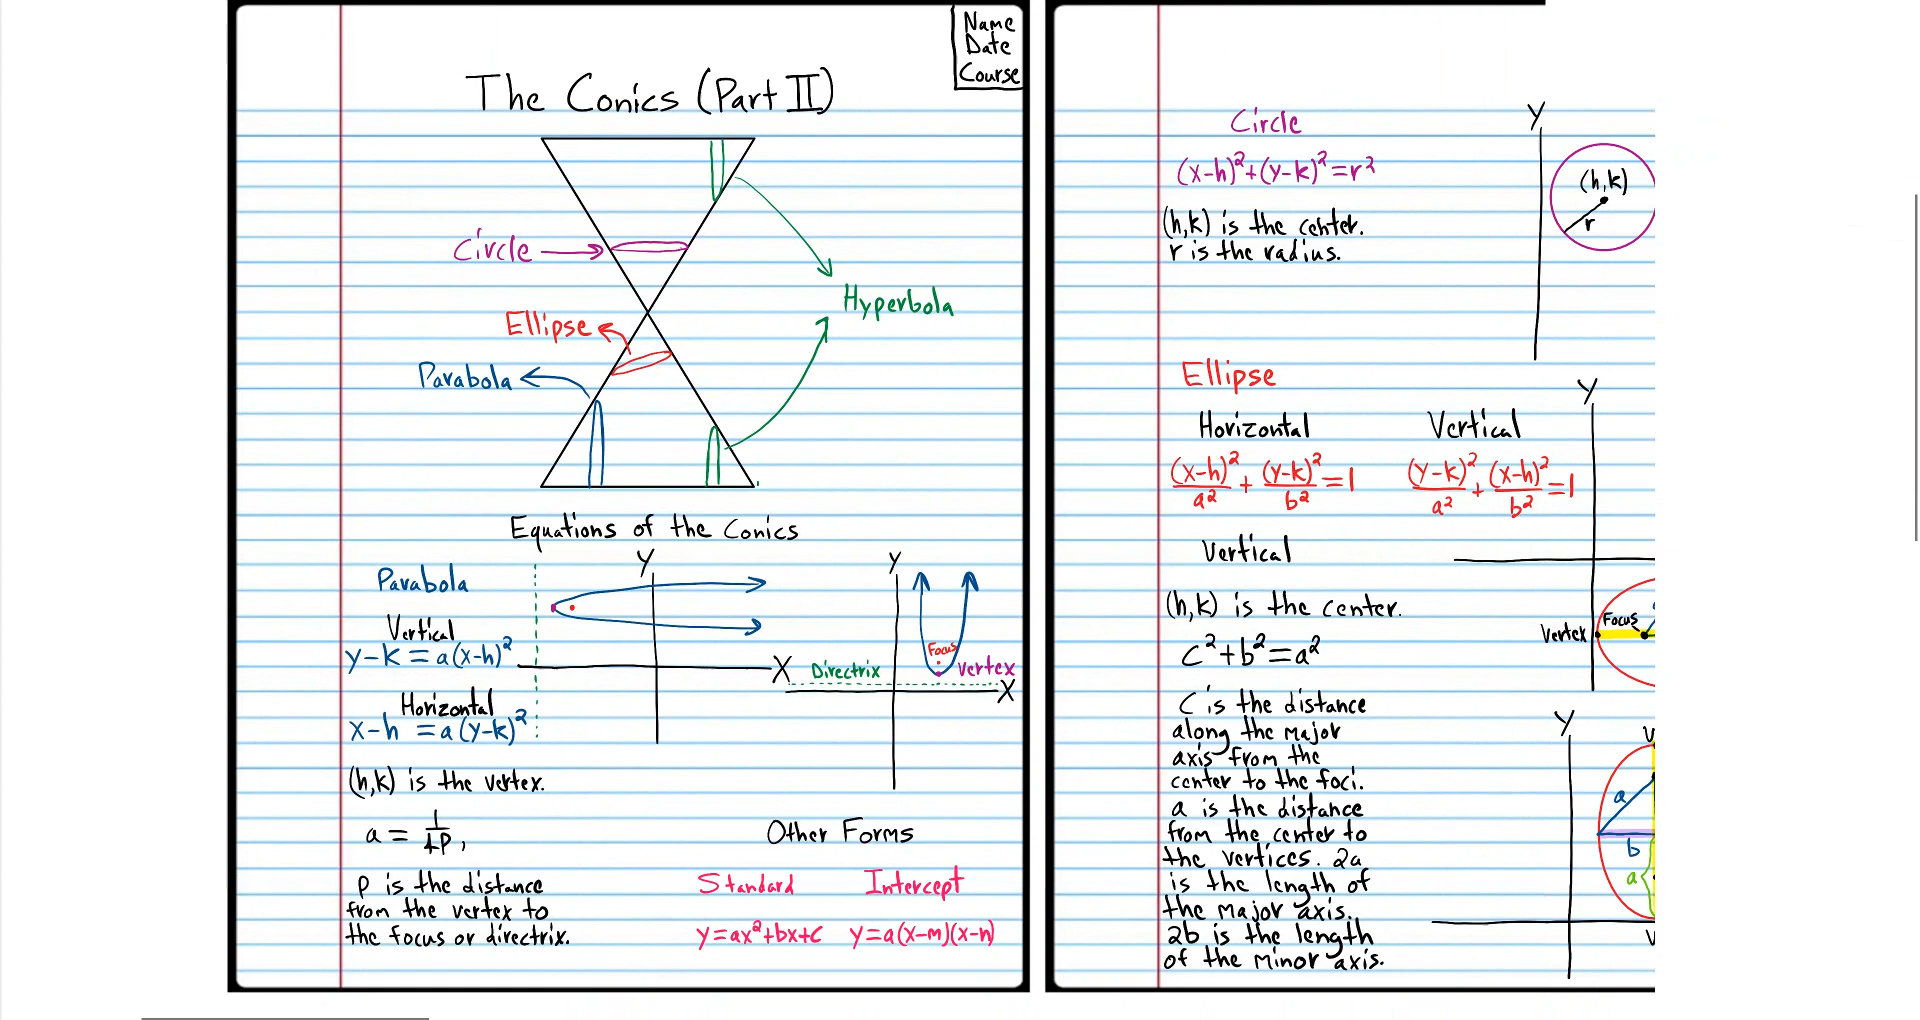 Name
Date
Course
The Conics (Part II)
Circle
Hyperbola
Ellipse
Parabola
Equations of the Conics
Parabola
Vertical
y-k = a(x-h)²
Horizontal
x-h = a(y-k)²
Y
X
Y
Focus
Directrix
Vertex
X
(h,k) is the vertex.
a = 1/4P,
P is the distance
from the vertex to
the focus or directrix.
Other Forms
Standard
Intercept
y=ax²+bx+c
y=a(x-m)(x-n)
Circle
(x-h)²+(y-k)²=r²
(h,k) is the center.
r is the radius.
Y
(h,k)
r
Ellipse
Horizontal
Vertical
(x-h)²/a² + (y-k)²/b² = 1
(y-k)²/a² + (x-h)²/b² = 1
Vertical
(h,k) is the center.
c²+b²=a²
C is the distance
along the major
axis from the
center to the foci.
a is the distance
from the center to
the vertices. 2a
is the length of
the major axis.
2b is the length
of the minor axis.
Y
Focus
Vertex
Y
a
b
a